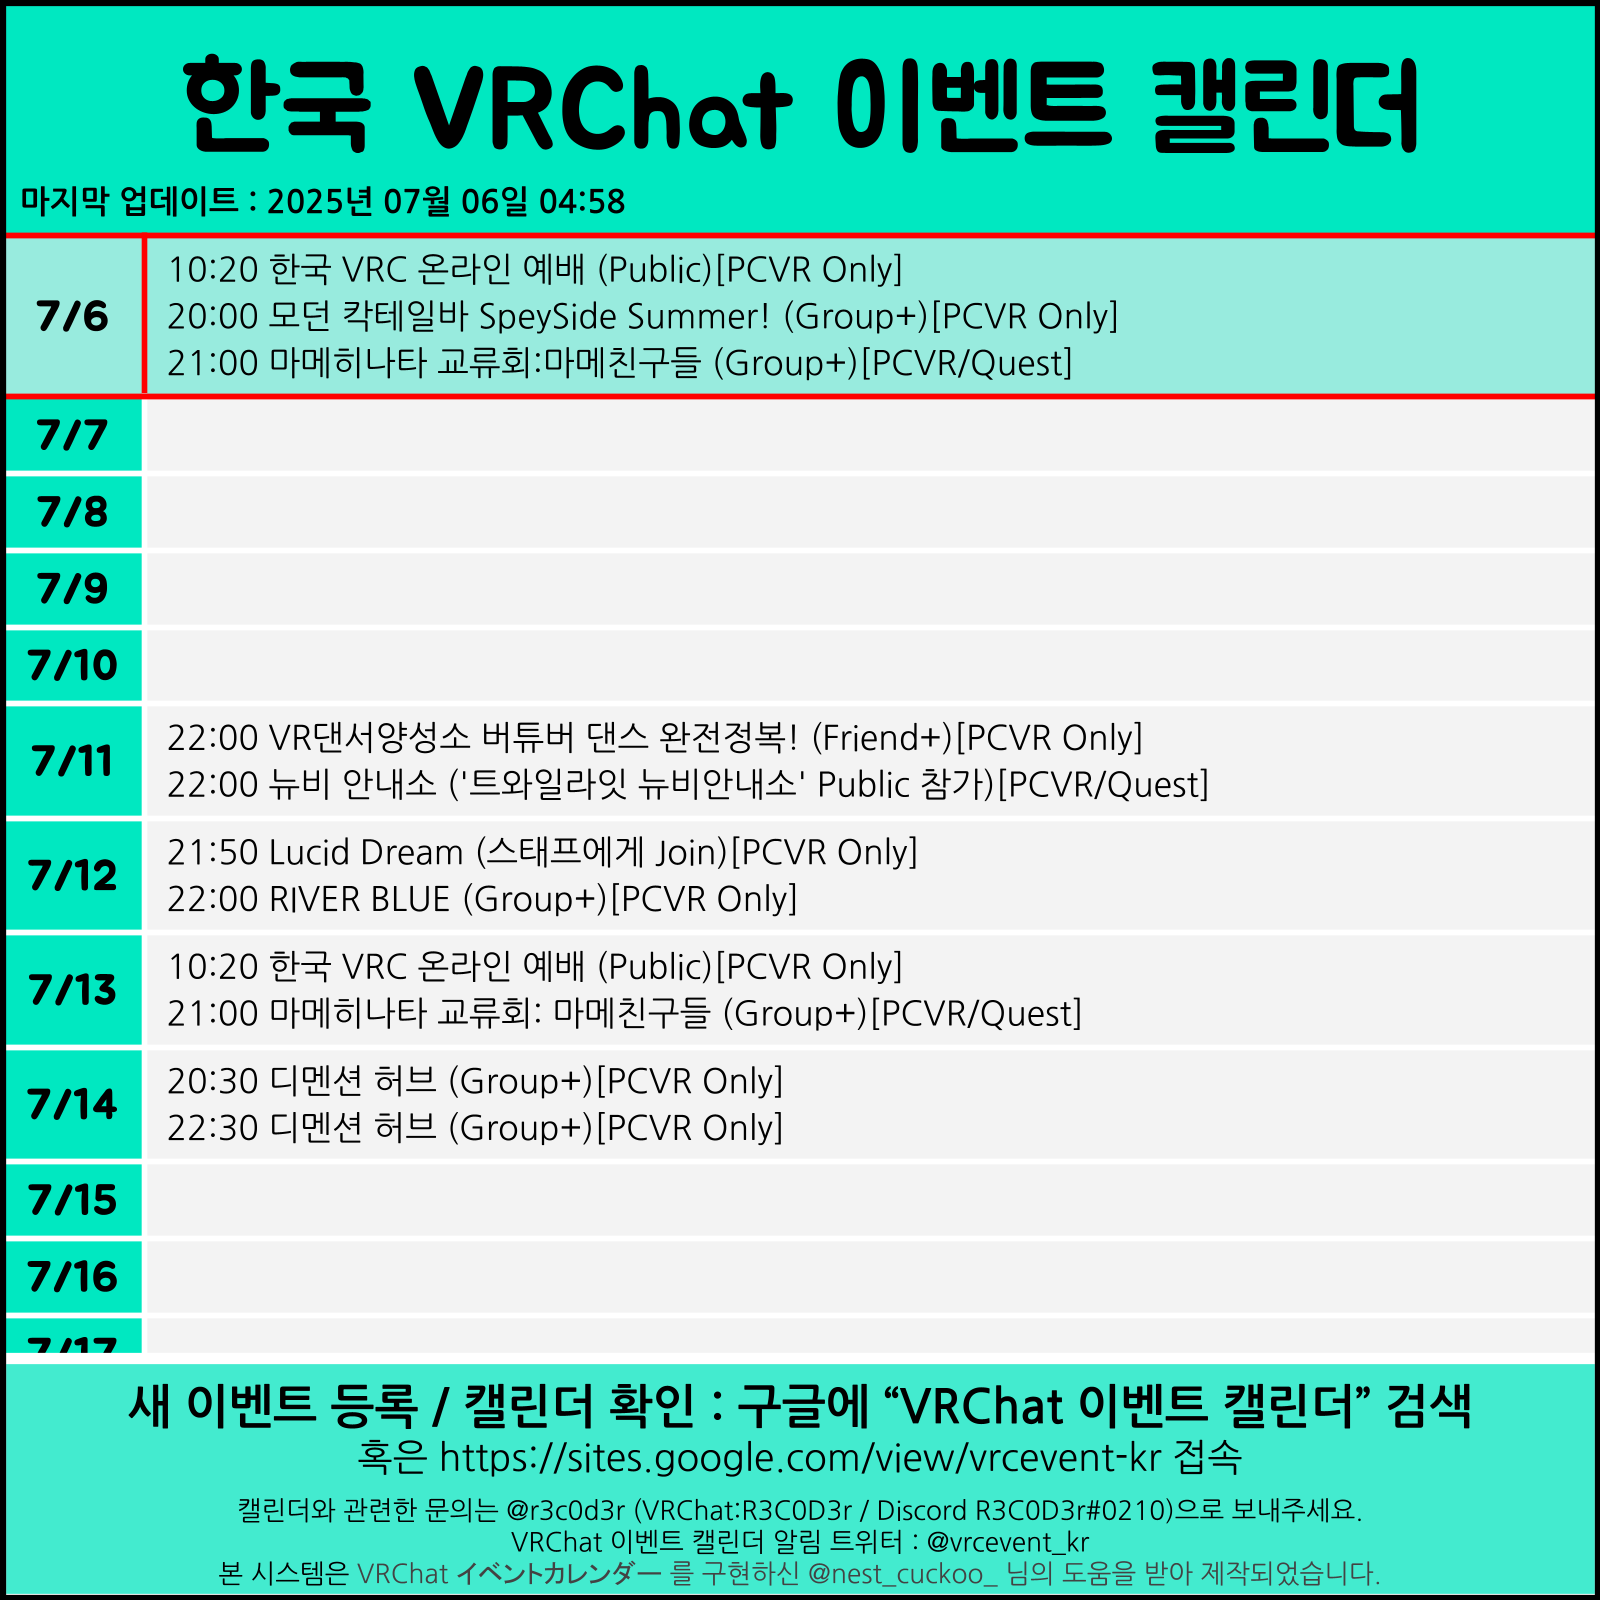 한국 VRChat 이벤트 캘린더
마지막 업데이트 : 2025년 07월 06일 04:58
7/6
10:20 한국 VRC 온라인 예배 (Public)[PCVR Only]
20:00 모던 칵테일바 SpeySide Summer! (Group+)[PCVR Only]
21:00 마메히나타 교류회:마메친구들 (Group+)[PCVR/Quest]
7/7
7/8
7/9
7/10
7/11
22:00 VR댄서양성소 버튜버 댄스 완전정복! (Friend+)[PCVR Only]
22:00 뉴비 안내소 ('트와일라잇 뉴비안내소' Public 참가)[PCVR/Quest]
7/12
21:50 Lucid Dream (스태프에게 Join)[PCVR Only]
22:00 RIVER BLUE (Group+)[PCVR Only]
7/13
10:20 한국 VRC 온라인 예배 (Public)[PCVR Only]
21:00 마메히나타 교류회: 마메친구들 (Group+)[PCVR/Quest]
7/14
20:30 디멘션 허브 (Group+)[PCVR Only]
22:30 디멘션 허브 (Group+)[PCVR Only]
7/15
7/16
7/17
새 이벤트 등록 / 캘린더 확인 : 구글에 “VRChat 이벤트 캘린더” 검색
혹은 https://sites.google.com/view/vrcevent-kr 접속
캘린더와 관련한 문의는 @r3c0d3r (VRChat:R3C0D3r / Discord R3C0D3r#0210)으로 보내주세요.
VRChat 이벤트 캘린더 알림 트위터 : @vrcevent_kr
본 시스템은 VRChat イベントカレンダー 를 구현하신 @nest_cuckoo_ 님의 도움을 받아 제작되었습니다.